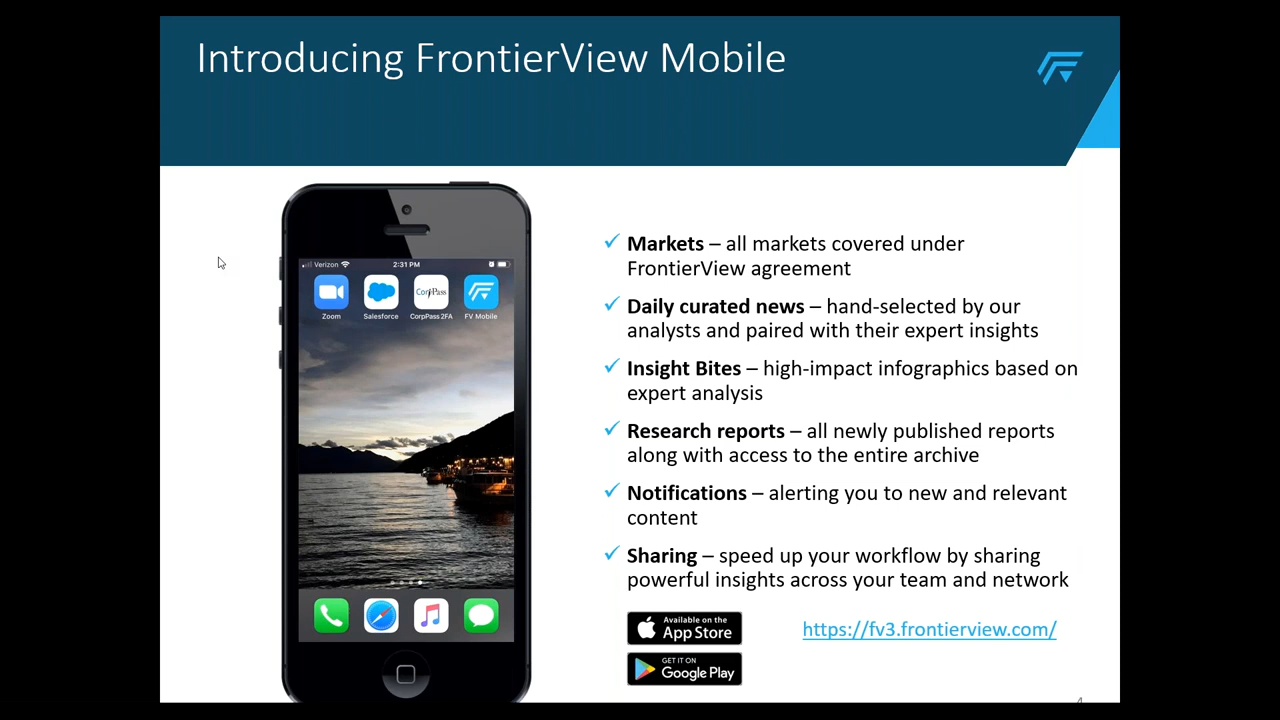 Introducing FrontierView Mobile
Verizon
2:31 PM
Zoom
Salesforce
CorpPass
CorpPass 2FA
FV Mobile
✓ Markets – all markets covered under
FrontierView agreement
✓ Daily curated news – hand-selected by our
analysts and paired with their expert insights
✓ Insight Bites – high-impact infographics based on
expert analysis
✓ Research reports – all newly published reports
along with access to the entire archive
✓ Notifications – alerting you to new and relevant
content
✓ Sharing – speed up your workflow by sharing
powerful insights across your team and network
Available on the
App Store
GET IT ON
Google Play
https://fv3.frontierview.com/